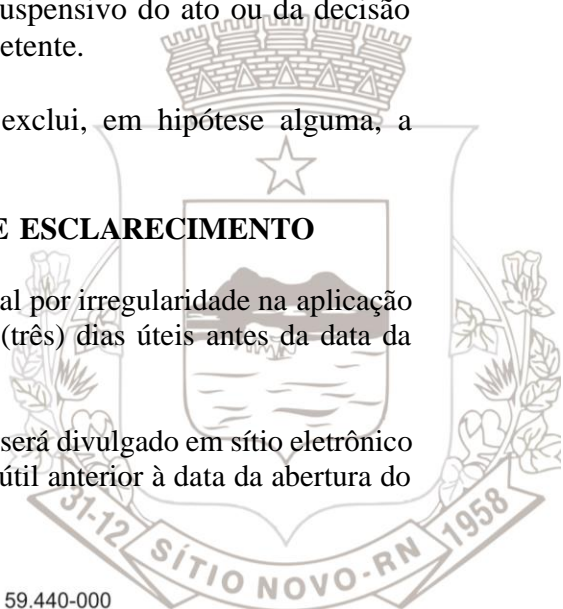 uspensivo do ato ou da decisão
etente.
exclui, em hipótese alguma, a
E ESCLARECIMENTO
al por irregularidade na aplicação
(três) dias úteis antes da data da
será divulgado em sítio eletrônico
útil anterior à data da abertura do
31-12 SÍTIO NOVO-RN 1958
59.440-000